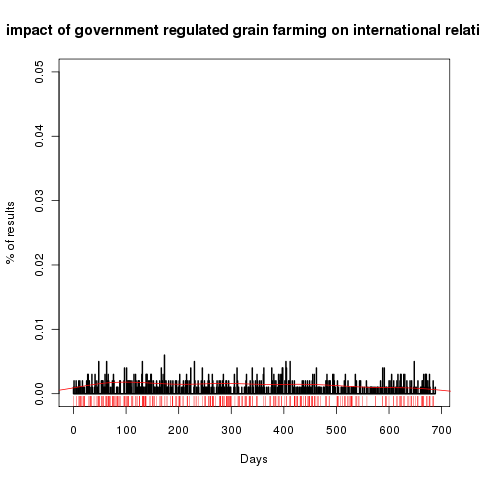 impact of government regulated grain farming on international relati
0.05
0.04
0.03
0.02
0.01
0.00
% of results
0 100 200 300 400 500 600 700
Days